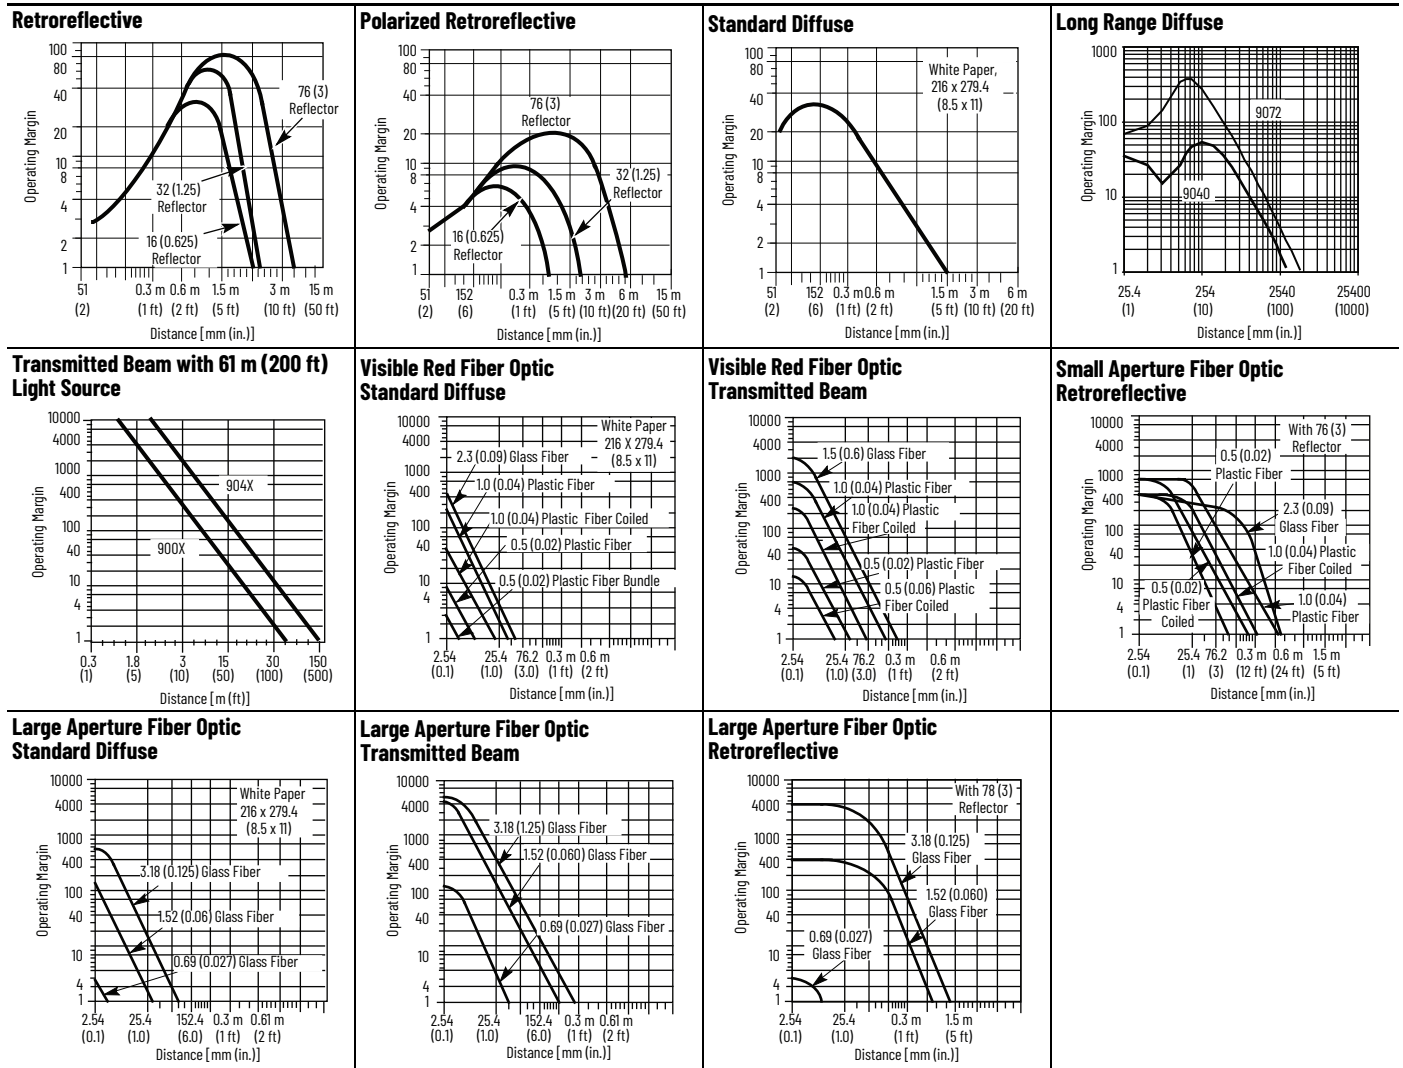 Retroreflective
100
80
40
20
10
8
4
2
1
Operating Margin
76 (3)
Reflector
32 (1.25)
Reflector
16 (0.625)
Reflector
51 0.3 m 0.6 m 1.5 m 3 m 15 m
(2) (1 ft) (2 ft) (5 ft) (10 ft) (50 ft)
Distance [mm (in.)]
Polarized Retroreflective
100
80
40
20
10
8
4
2
1
Operating Margin
76 (3)
Reflector
32 (1.25)
Reflector
16 (0.625)
Reflector
51 152 0.3 m 1.5 m 3 m 6 m 15 m
(2) (6) (1 ft) (5 ft) (10 ft) (20 ft) (50 ft)
Distance [mm (in.)]
Standard Diffuse
100
80
40
20
10
8
4
2
1
Operating Margin
White Paper,
216 x 279.4
(8.5 x 11)
51 152 0.3 m 0.6 m 1.5 m 3 m 6 m
(2) (6) (1 ft) (2 ft) (5 ft) (10 ft) (20 ft)
Distance [mm (in.)]
Long Range Diffuse
1000
100
10
1
Operating Margin
9072
9040
25.4 254 2540 25400
(1) (10) (100) (1000)
Distance [mm (in.)]
Transmitted Beam with 61 m (200 ft)
Light Source
10000
4000
1000
400
100
40
10
4
1
Operating Margin
904X
900X
0.3 1.8 3 15 30 150
(1) (5) (10) (50) (100) (500)
Distance [m (ft)]
Visible Red Fiber Optic
Standard Diffuse
10000
4000
1000
400
100
40
10
4
1
Operating Margin
White Paper
216 X 279.4
(8.5 x 11)
2.3 (0.09) Glass Fiber
1.0 (0.04) Plastic Fiber
1.0 (0.04) Plastic Fiber Coiled
0.5 (0.02) Plastic Fiber
0.5 (0.02) Plastic Fiber Bundle
2.54 25.4 76.2 0.3 m 0.6 m
(0.1) (1.0) (3.0) (1 ft) (2 ft)
Distance [mm (in.)]
Visible Red Fiber Optic
Transmitted Beam
10000
4000
1000
400
100
40
10
4
1
Operating Margin
1.5 (0.6) Glass Fiber
1.0 (0.04) Plastic Fiber
1.0 (0.04) Plastic
Fiber Coiled
0.5 (0.02) Plastic Fiber
0.5 (0.06) Plastic
Fiber Coiled
2.54 25.4 76.2 0.3 m 0.6 m
(0.1) (1.0) (3.0) (1 ft) (2 ft)
Distance [mm (in.)]
Small Aperture Fiber Optic
Retroreflective
10000
4000
1000
400
100
40
10
4
1
Operating Margin
With 76 (3)
Reflector
0.5 (0.02)
Plastic Fiber
2.3 (0.09)
Glass Fiber
1.0 (0.04) Plastic
Fiber Coiled
0.5 (0.02)
Plastic Fiber
Coiled
1.0 (0.04)
Plastic Fiber
2.54 25.4 76.2 0.3 m 0.6 m 1.5 m
(0.1) (1) (3) (12 ft) (24 ft) (5 ft)
Distance [mm (in.)]
Large Aperture Fiber Optic
Standard Diffuse
10000
4000
1000
400
100
40
10
4
1
Operating Margin
White Paper
216 x 279.4
(8.5 x 11)
3.18 (0.125) Glass Fiber
1.52 (0.06) Glass Fiber
0.69 (0.027) Glass Fiber
2.54 25.4 152.4 0.3 m 0.61 m
(0.1) (1.0) (6.0) (1 ft) (2 ft)
Distance [mm (in.)]
Large Aperture Fiber Optic
Transmitted Beam
10000
4000
1000
400
100
40
10
4
1
Operating Margin
3.18 (1.25) Glass Fiber
1.52 (0.060) Glass Fiber
0.69 (0.027) Glass Fiber
2.54 25.4 152.4 0.3 m 0.61 m
(0.1) (1.0) (6.0) (1 ft) (2 ft)
Distance [mm (in.)]
Large Aperture Fiber Optic
Retroreflective
10000
4000
1000
400
100
40
10
4
1
Operating Margin
With 78 (3)
Reflector
3.18 (0.125)
Glass Fiber
1.52 (0.060)
Glass Fiber
0.69 (0.027)
Glass Fiber
2.54 25.4 0.3 m 1.5 m
(0.1) (1.0) (1 ft) (5 ft)
Distance [mm (in.)]